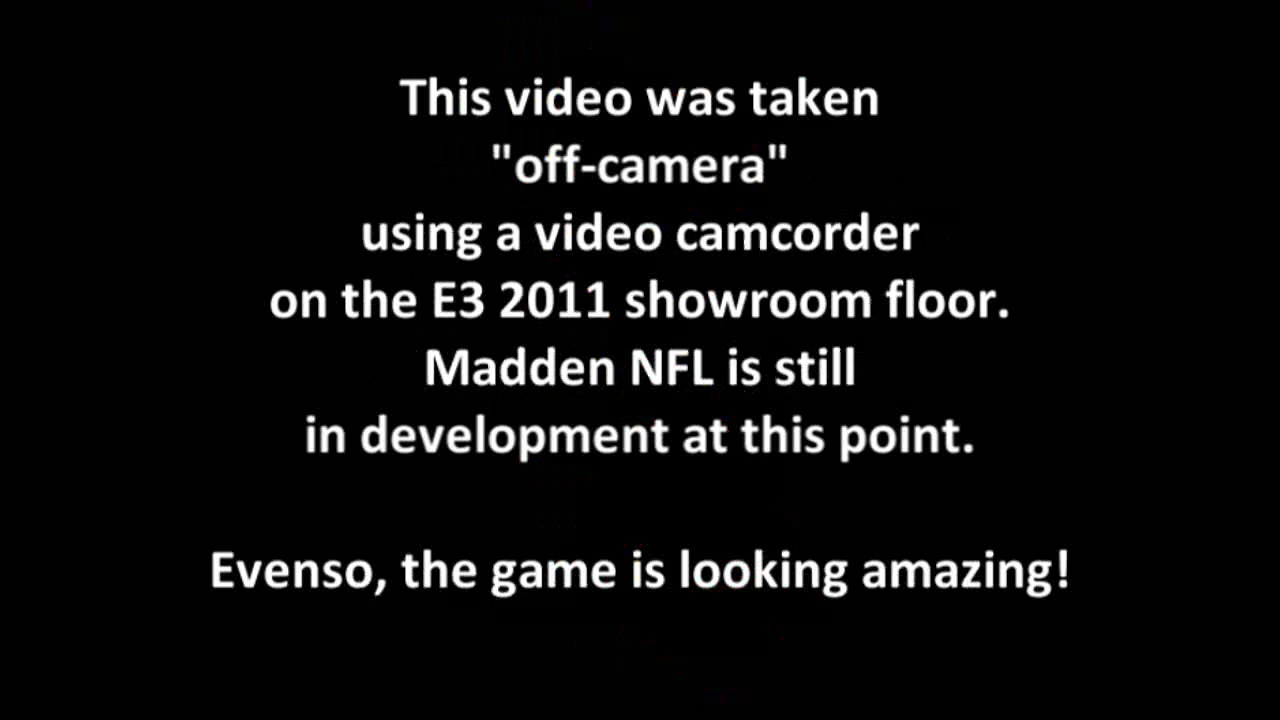 This video was taken
"off-camera"
using a video camcorder
on the E3 2011 showroom floor.
Madden NFL is still
in development at this point.
Evenso, the game is looking amazing!